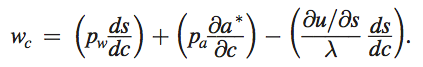 w_c = (p_w ds/dc) + (p_a ∂a*/∂c) − (∂u/∂s / λ ds/dc).